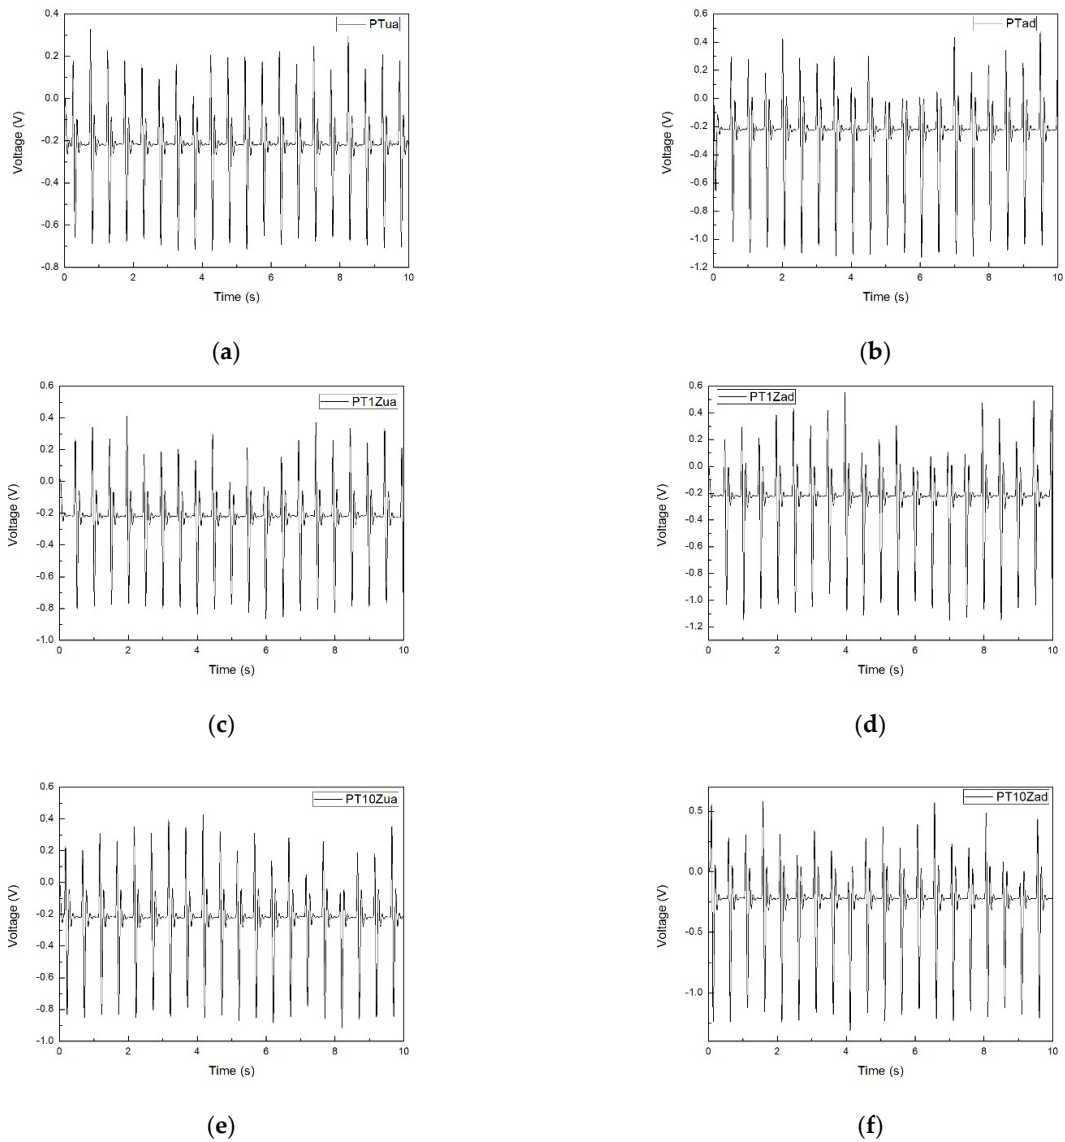 PTua
0.4
0.2
0.0
-0.2
-0.4
-0.6
-0.8
Voltage (V)
0 2 4 6 8 10
Time (s)
(a)
PTad
0.6
0.4
0.2
0.0
-0.2
-0.4
-0.6
-0.8
-1.0
-1.2
Voltage (V)
0 2 4 6 8 10
Time (s)
(b)
PT1Zua
0.6
0.4
0.2
0.0
-0.2
-0.4
-0.6
-0.8
-1.0
Voltage (V)
0 2 4 6 8 10
Time (s)
(c)
PT1Zad
0.6
0.4
0.2
0.0
-0.2
-0.4
-0.6
-0.8
-1.0
-1.2
Voltage (V)
0 2 4 6 8 10
Time (s)
(d)
PT10Zua
0.6
0.4
0.2
0.0
-0.2
-0.4
-0.6
-0.8
-1.0
Voltage (V)
0 2 4 6 8 10
Time (s)
(e)
PT10Zad
0.5
0.0
-0.5
-1.0
Voltage (V)
0 2 4 6 8 10
Time (s)
(f)